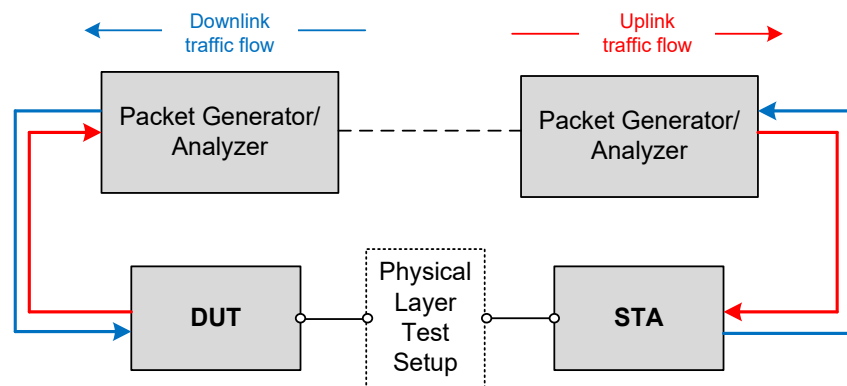 Downlink
traffic flow
Uplink
traffic flow
Packet Generator/
Analyzer
Packet Generator/
Analyzer
DUT
Physical
Layer
Test
Setup
STA